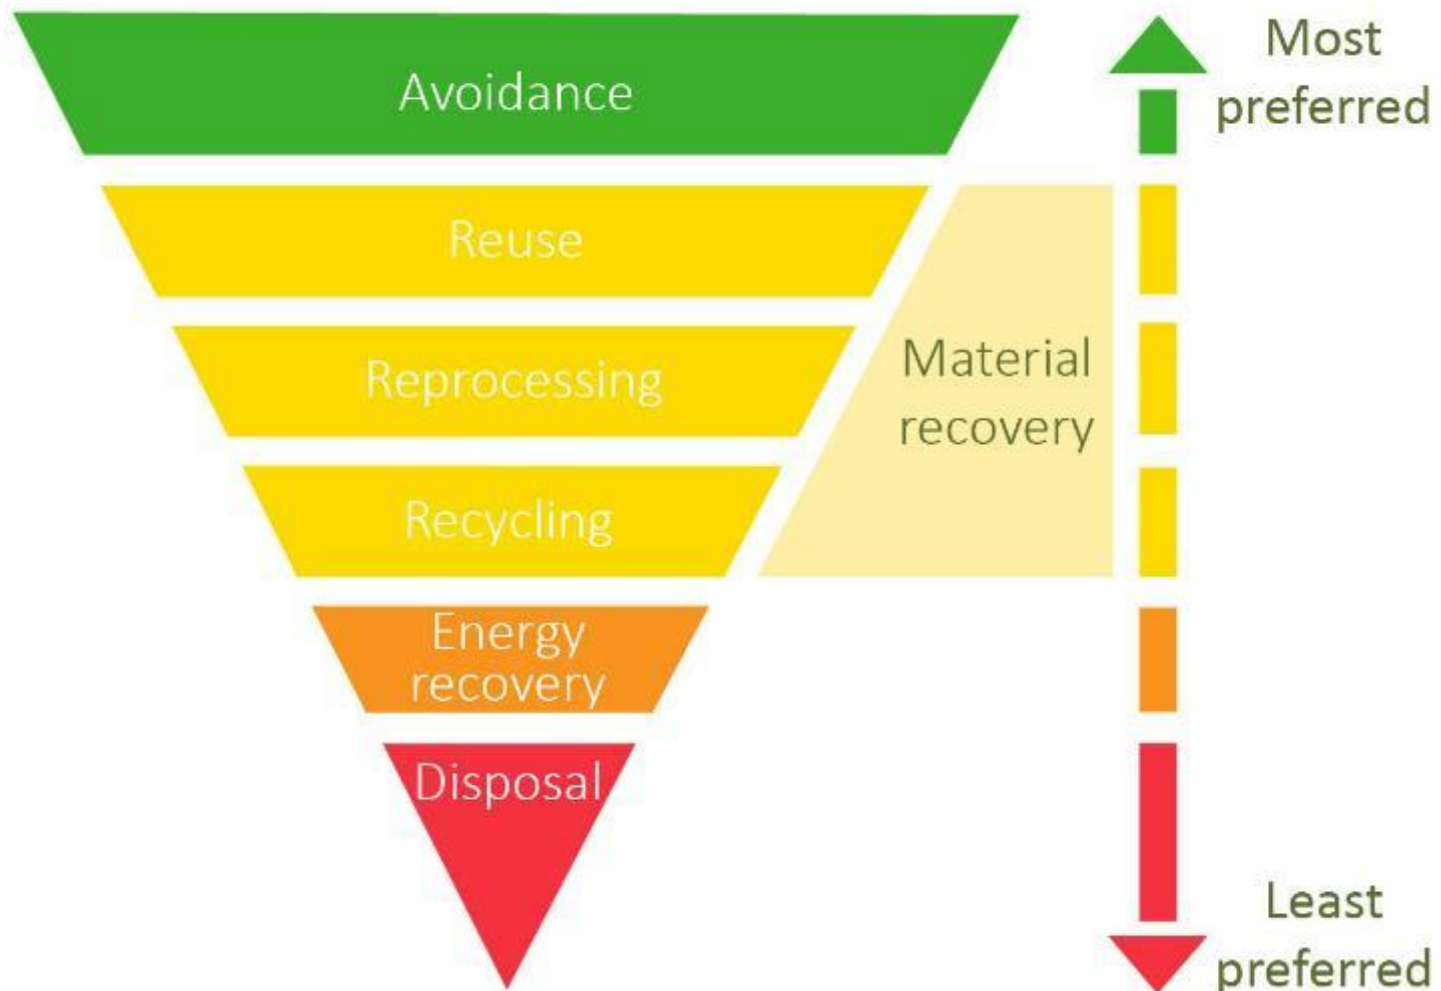 Avoidance
Most
preferred
Reuse
Reprocessing
Material
recovery
Recycling
Energy
recovery
Disposal
Least
preferred